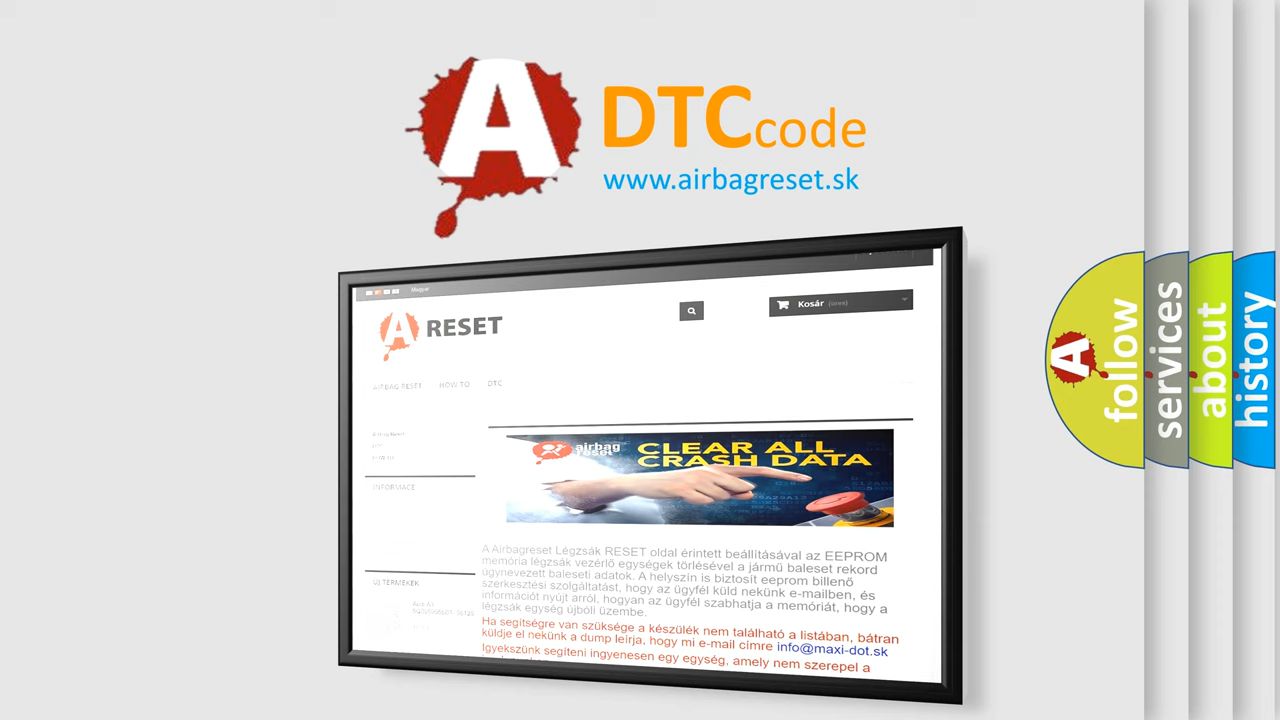 A DTC code
www.airbagreset.sk
Magyar
A RESET
Kosár (üres)
AIRBAG RESET HOW TO DTC
INFORMACE
airbag reset
CLEAR ALL
CRASH DATA
A Airbagreset Légzsák RESET oldal érintett beállításával az EEPROM
memória légzsák vezérlő egységek törlésével a jármű baleset rekord
úgynevezett baleseti adatok. A helyszín is biztosít eeprom billenő
szerkesztési szolgáltatást, hogy az ügyfél küld nekünk e-mailben, és
információt nyújt arról, hogyan az ügyfél szabhatja a memóriát, hogy a
légzsák egység újbóli üzembe.
ÚJ TERMÉKEK
Ha segítségre van szüksége a készülék nem található a listában, bátran
küldje el nekünk a dump leírja, hogy mi e-mail címre info@maxi-dot.sk
Igyekszünk segíteni ingyenesen egy egység, amely nem szerepel a
A follow
services
about
history